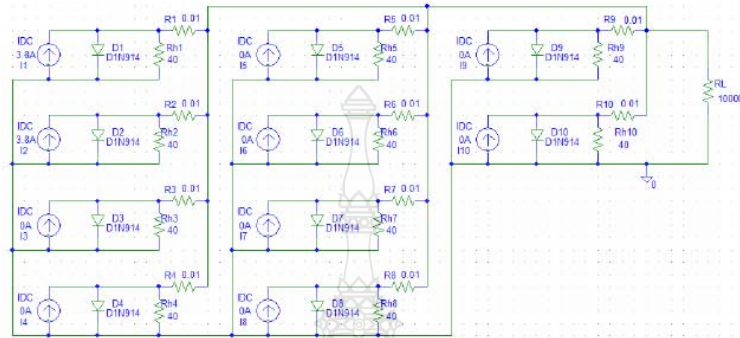 R1 0.01
R5 0.01
R9 0.01
IDC
3.8A
I1
D1
D1N914
Rh1
40
IDC
0A
I5
D5
D1N914
Rh5
40
IDC
0A
I9
D9
D1N914
Rh9
40
RL
R2 0.01
R6 0.01
R10 0.01
IDC
3.8A
I2
D2
D1N914
Rh2
40
IDC
0A
I6
D6
D1N914
Rh6
40
IDC
0A
I10
D10
D1N914
Rh10
40
0
R3 0.01
R7 0.01
IDC
0A
I3
D3
D1N914
Rh3
40
IDC
0A
I7
D7
D1N914
Rh7
40
R4 0.01
R8 0.01
IDC
0A
I4
D4
D1N914
Rh4
40
IDC
0A
I8
D8
D1N914
Rh8
40